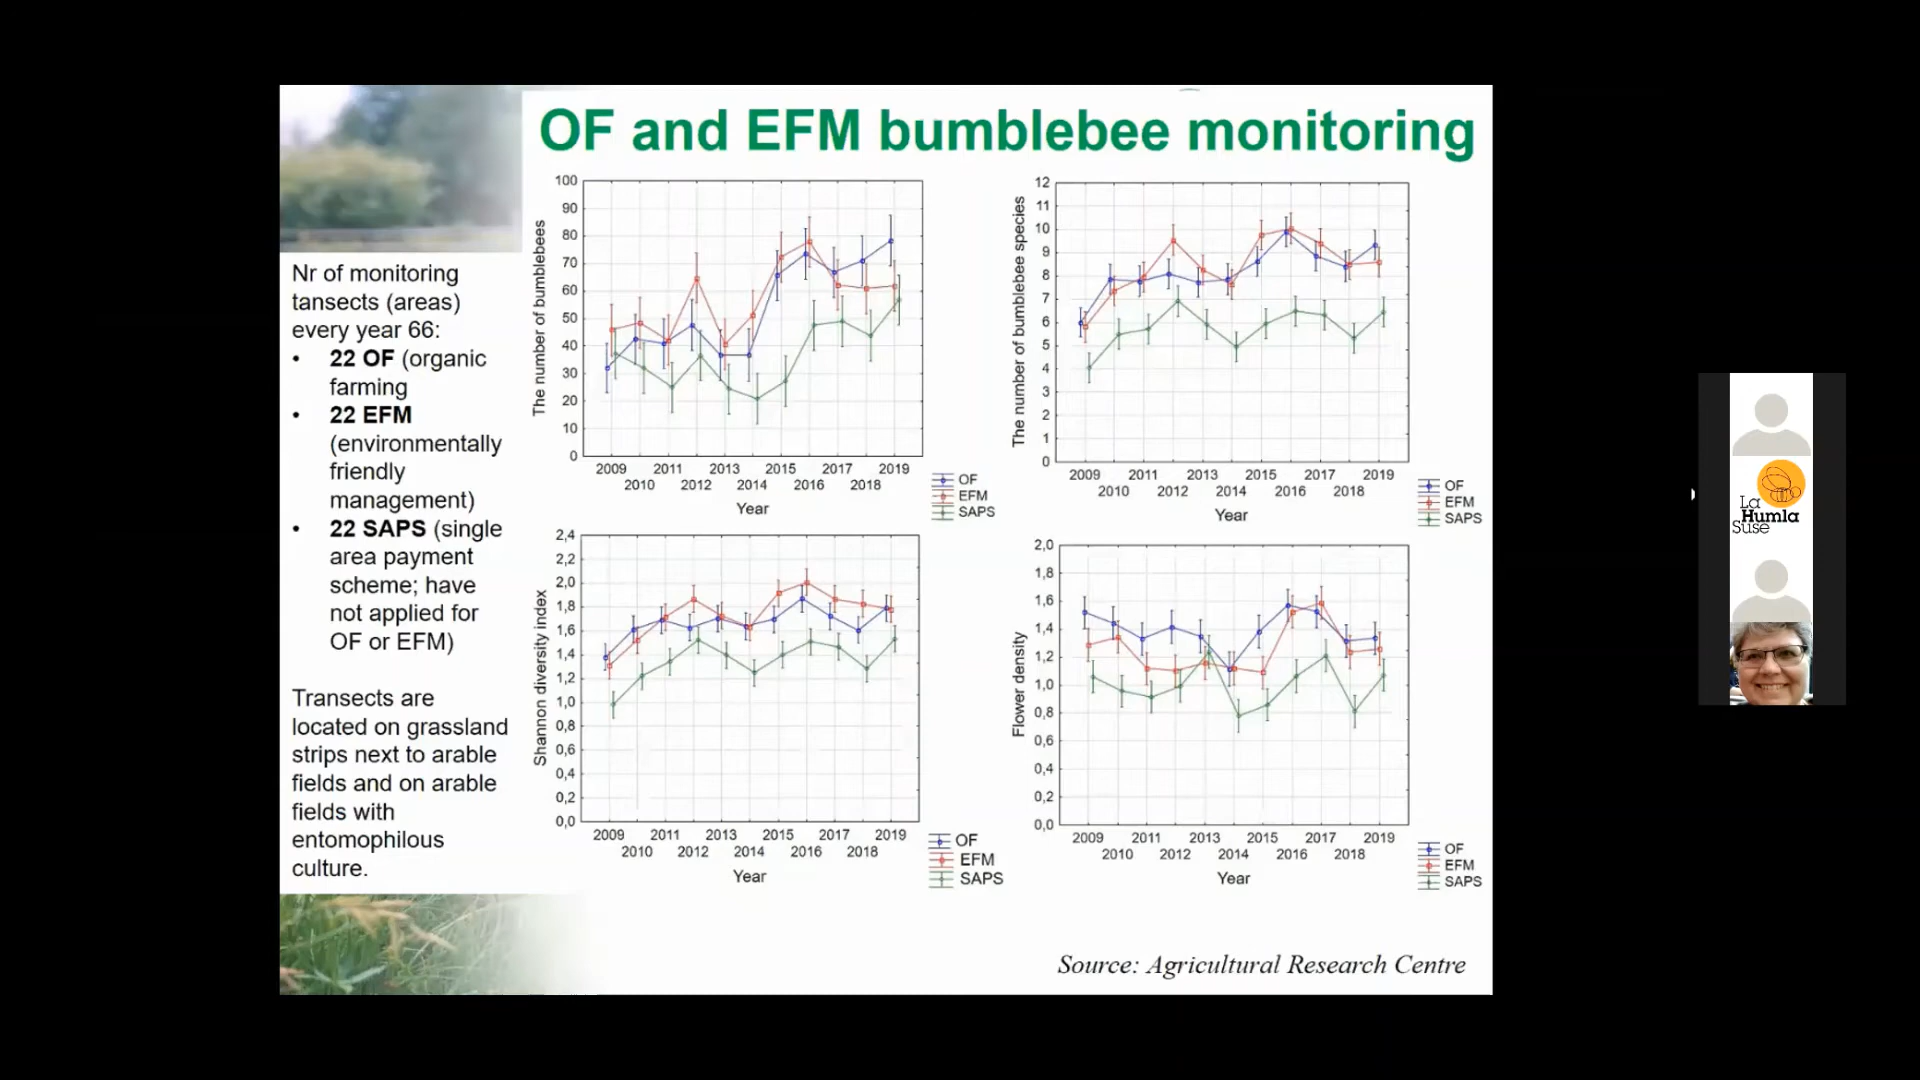 OF and EFM bumblebee monitoring
Nr of monitoring
tansects (areas)
every year 66:
• 22 OF (organic
farming
• 22 EFM
(environmentally
friendly
management)
• 22 SAPS (single
area payment
scheme; have
not applied for
OF or EFM)
Transects are
located on grassland
strips next to arable
fields and on arable
fields with
entomophilous
culture.
The number of bumblebees
100
90
80
70
60
50
40
30
20
10
0
2009 2011 2013 2015 2017 2019
2010 2012 2014 2016 2018
Year
OF
EFM
SAPS
The number of bumblebee species
12
11
10
9
8
7
6
5
4
3
2
1
0
2009 2011 2013 2015 2017 2019
2010 2012 2014 2016 2018
Year
OF
EFM
SAPS
Shannon diversity index
2,4
2,2
2,0
1,8
1,6
1,4
1,2
1,0
0,8
0,6
0,4
0,2
0,0
2009 2011 2013 2015 2017 2019
2010 2012 2014 2016 2018
Year
OF
EFM
SAPS
Flower density
2,0
1,8
1,6
1,4
1,2
1,0
0,8
0,6
0,4
0,2
0,0
2009 2011 2013 2015 2017 2019
2010 2012 2014 2016 2018
Year
OF
EFM
SAPS
Source: Agricultural Research Centre
La
Humla
Suse